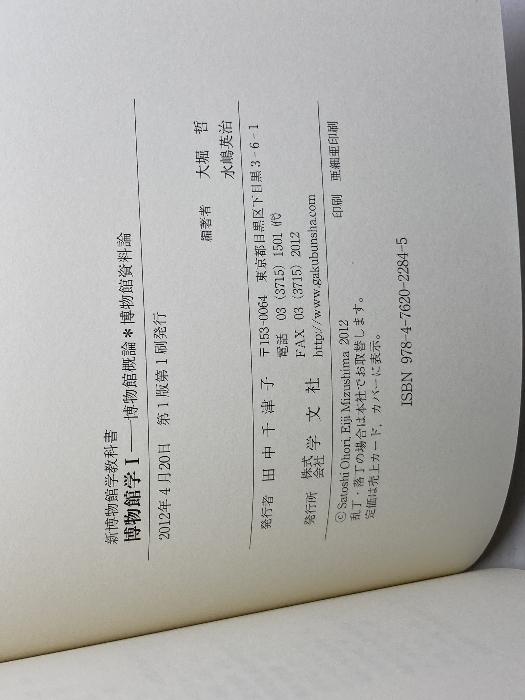 新博物館学教科書
博物館学Ⅰ──博物館概論*博物館資料論
2012年4月20日　第1版第1刷発行
編著者　大堀　哲
水嶋英治
発行者　田中千津子
〒153-0064　東京都目黒区下目黒3-6-1
電話　03（3715）1501 代
FAX　03（3715）2012
発行所　株式会社　学文社
http://www.gakubunsha.com
©Satoshi Ohori, Eiji Mizushima 2012　印刷　亜細亜印刷
乱丁・落丁の場合は本社でお取替します。
定価は売上カード、カバーに表示。
ISBN 978-4-7620-2284-5